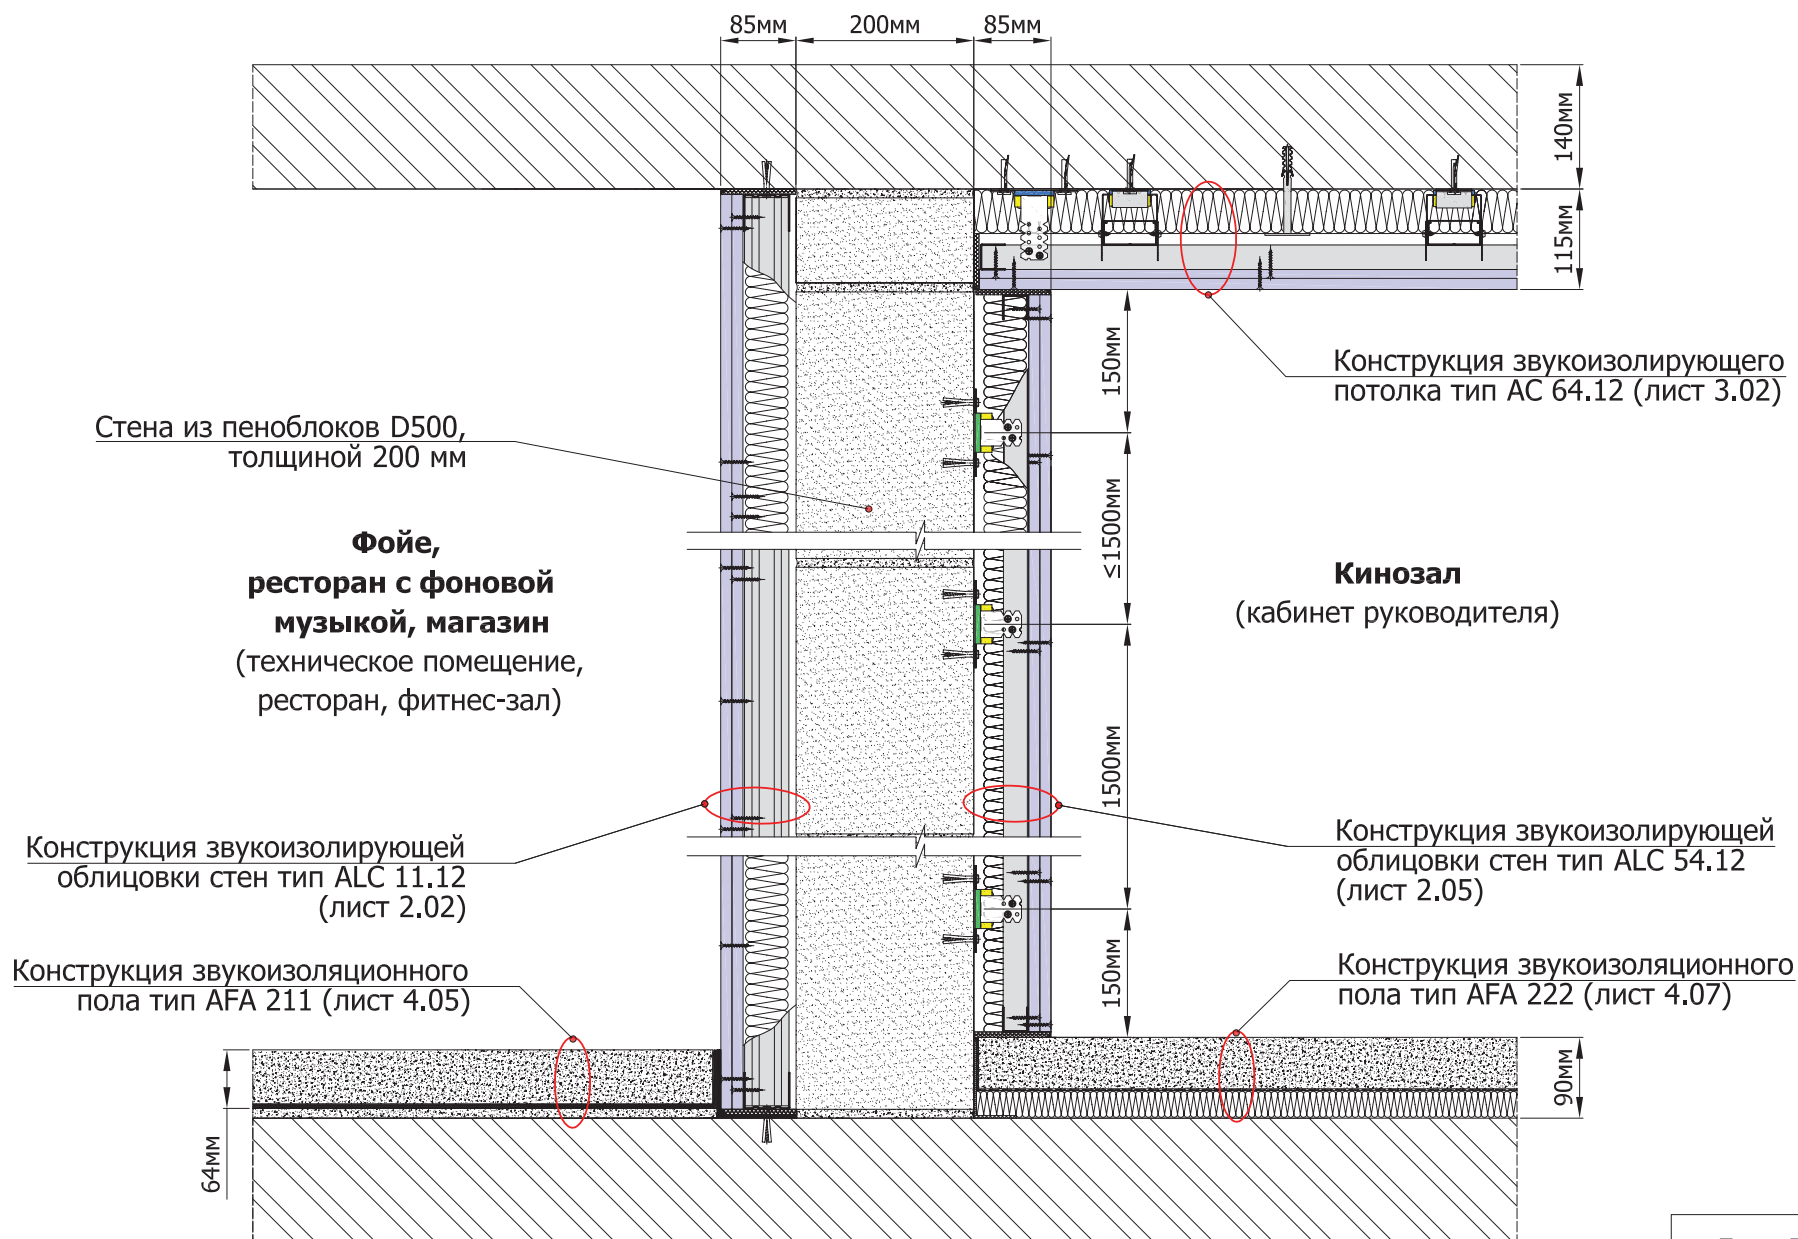 85мм
200мм
85мм
140мм
115мм
150мм
≤1500мм
1500мм
150мм
90мм
64мм
Стена из пеноблоков D500,
толщиной 200 мм
Фойе,
ресторан с фоновой
музыкой, магазин
(техническое помещение,
ресторан, фитнес-зал)
Конструкция звукоизолирующей
облицовки стен тип ALC 11.12
(лист 2.02)
Конструкция звукоизоляционного
пола тип AFA 211 (лист 4.05)
Конструкция звукоизолирующего
потолка тип AC 64.12 (лист 3.02)
Кинозал
(кабинет руководителя)
Конструкция звукоизолирующей
облицовки стен тип ALC 54.12
(лист 2.05)
Конструкция звукоизоляционного
пола тип AFA 222 (лист 4.07)